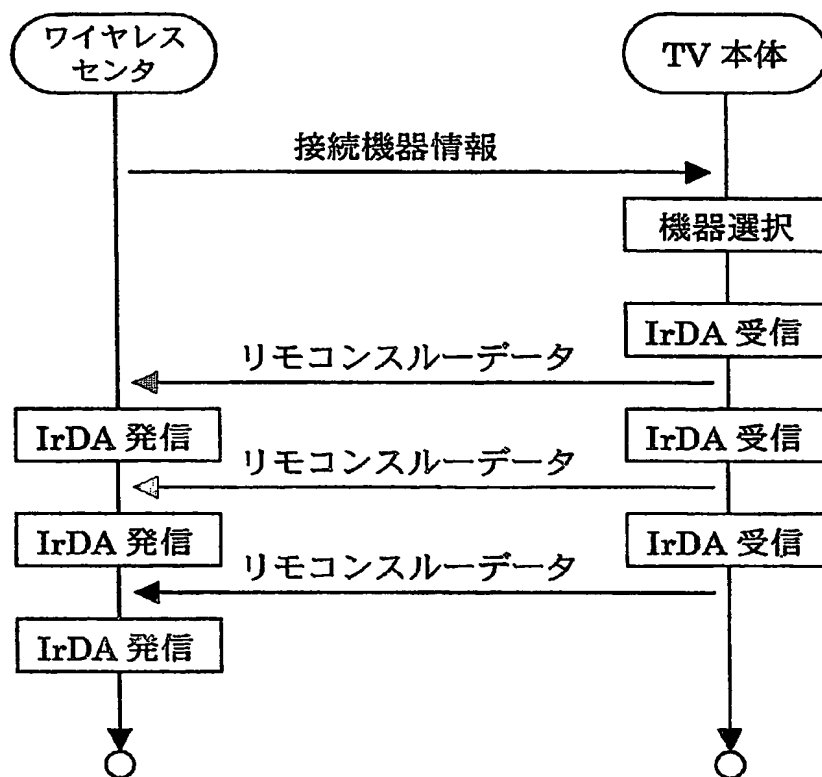 ワイヤレス
センタ
TV 本体
接続機器情報
機器選択
IrDA 受信
リモコンスルーデータ
IrDA 発信
IrDA 受信
リモコンスルーデータ
IrDA 発信
IrDA 受信
リモコンスルーデータ
IrDA 発信